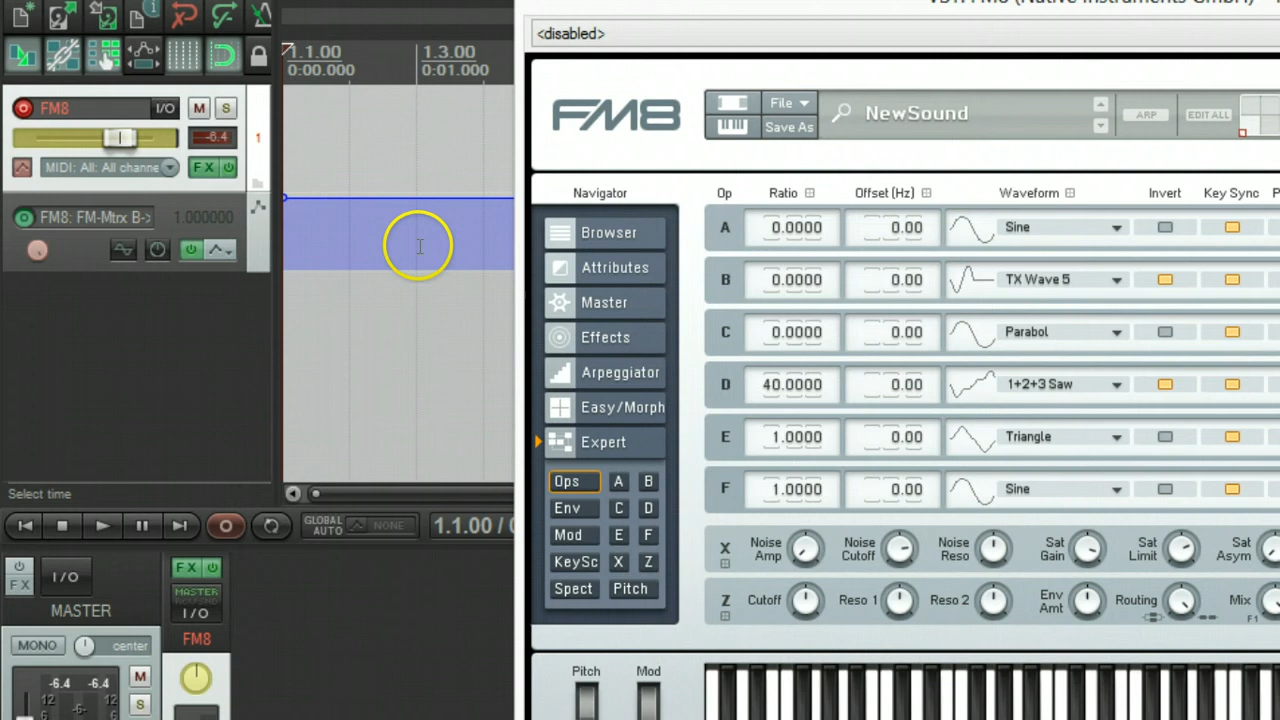 <disabled>
1.1.00
0:00.000
1.3.00
0:01.000
FM8
I/O
M
S
-6.4
1
MIDI: All: All channe
FX
FM8: FM-Mtrx B->
1.000000
Select time
GLOBAL
AUTO
NONE
1.1.00 /
FX
I/O
MASTER
MONO
center
-6.4 -6.4
12
6
-6-
12
6
M
S
FX
MASTER
I/O
FM8
FM8
File
Save As
NewSound
ARP
EDIT ALL
Navigator
Browser
Attributes
Master
Effects
Arpeggiator
Easy/Morph
Expert
Ops A B
Env C D
Mod E F
KeySc X Z
Spect Pitch
Op Ratio Offset (Hz) Waveform Invert Key Sync
A 0.0000 0.00 Sine
B 0.0000 0.00 TX Wave 5
C 0.0000 0.00 Parabol
D 40.0000 0.00 1+2+3 Saw
E 1.0000 0.00 Triangle
F 1.0000 0.00 Sine
X Noise Amp Noise Cutoff Noise Reso Sat Gain Sat Limit Sat Asym
Z Cutoff Reso 1 Reso 2 Env Amt Routing Mix F1
Pitch Mod